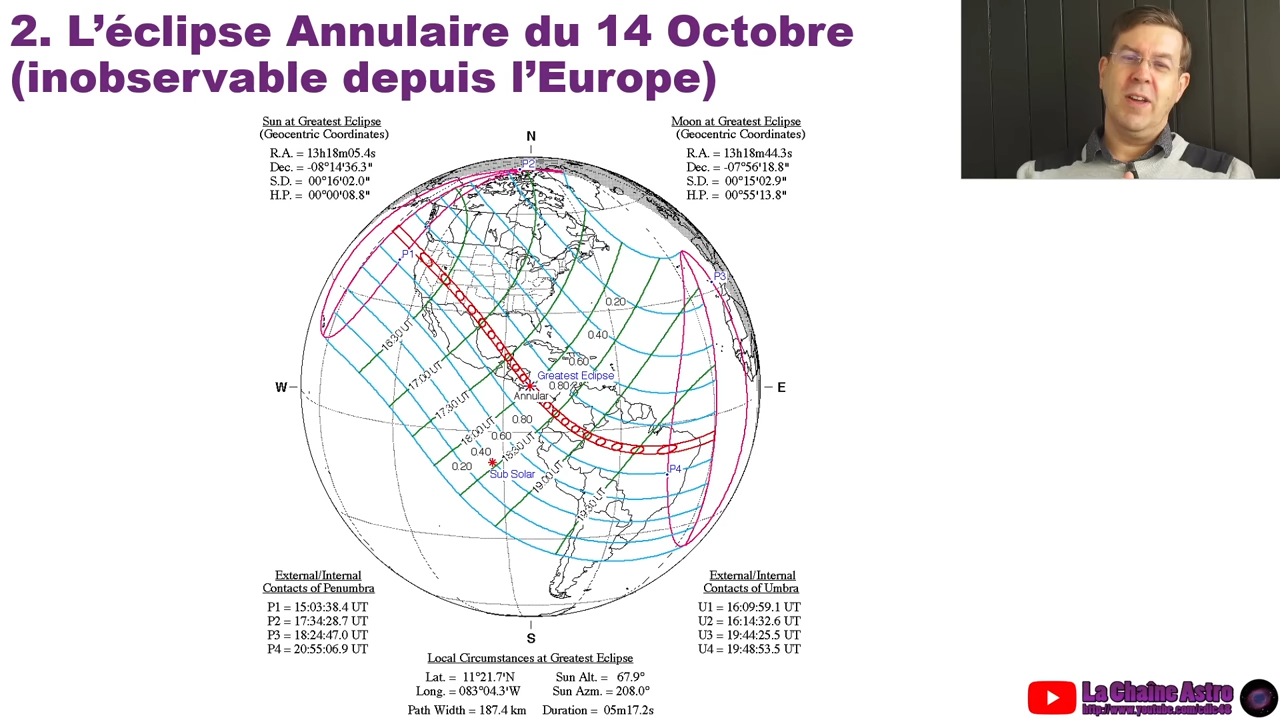 2. L’éclipse Annulaire du 14 Octobre
(inobservable depuis l’Europe)
Sun at Greatest Eclipse
(Geocentric Coordinates)
R.A. = 13h18m05.4s
Dec. = -08°14'36.3"
S.D. = 00°16'02.0"
H.P. = 00°00'08.8"
Moon at Greatest Eclipse
(Geocentric Coordinates)
R.A. = 13h18m44.3s
Dec. = -07°56'18.8"
S.D. = 00°15'02.9"
H.P. = 00°55'13.8"
N
P2
P1
P3
0.20
16:30 UT
0.40
0.60
17:00 UT
Greatest Eclipse
0.80
W
E
Annular
17:30 UT
0.80
18:00 UT
0.60
18:30 UT
0.40
0.20
Sub Solar
P4
19:00 UT
19:30 UT
S
External/Internal
Contacts of Penumbra
P1 = 15:03:38.4 UT
P2 = 17:34:28.7 UT
P3 = 18:24:47.0 UT
P4 = 20:55:06.9 UT
External/Internal
Contacts of Umbra
U1 = 16:09:59.1 UT
U2 = 16:14:32.6 UT
U3 = 19:44:25.5 UT
U4 = 19:48:53.5 UT
Local Circumstances at Greatest Eclipse
Lat. = 11°21.7'N
Sun Alt. = 67.9°
Long. = 083°04.3'W
Sun Azm. = 208.0°
Path Width = 187.4 km
Duration = 05m17.2s
La Chaîne Astro
http://www.youtube.com/cdlc48